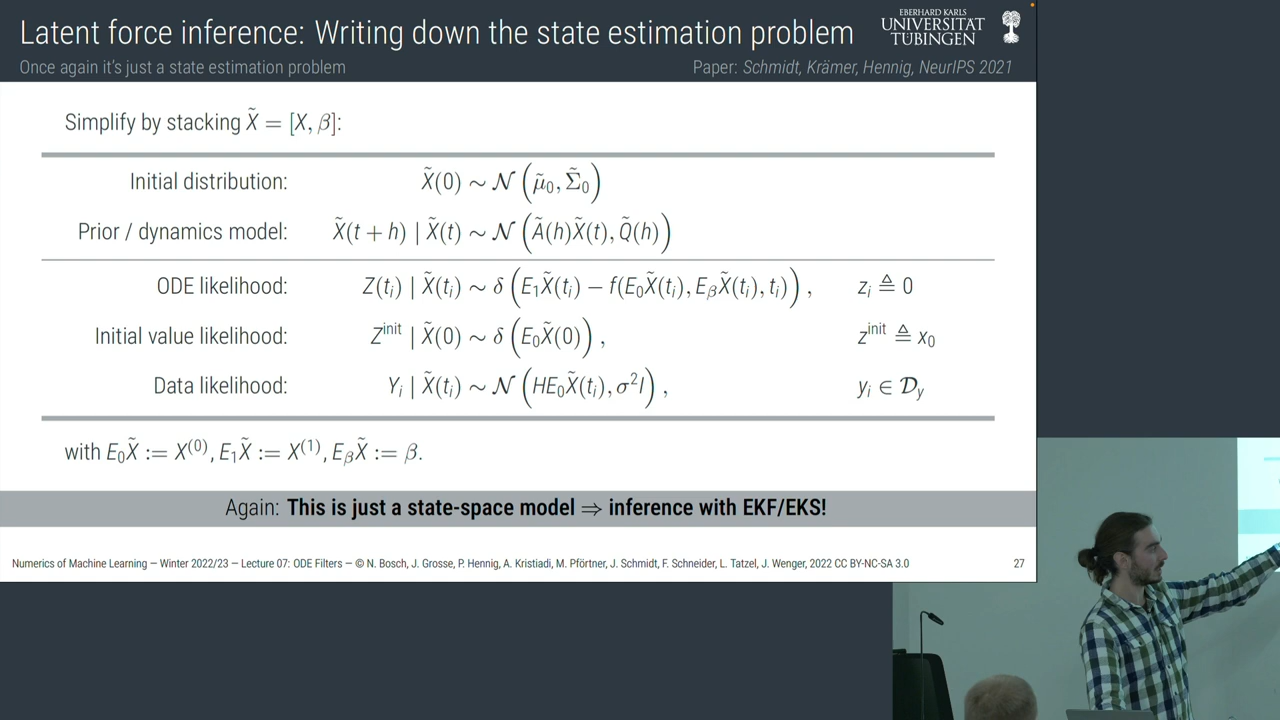 Latent force inference: Writing down the state estimation problem
EBERHARD KARLS
UNIVERSITÄT
TÜBINGEN
Once again it's just a state estimation problem
Paper: Schmidt, Krämer, Hennig, NeurIPS 2021
Simplify by stacking X̃ = [X, β]:
Initial distribution: X̃(0) ∼ 𝒩(μ̃₀, Σ̃₀)
Prior / dynamics model: X̃(t + h) | X̃(t) ∼ 𝒩(Ã(h)X̃(t), Q̃(h))
ODE likelihood: Z(tᵢ) | X̃(tᵢ) ∼ δ(E₁X̃(tᵢ) − f(E₀X̃(tᵢ), E_βX̃(tᵢ), tᵢ)), zᵢ ≜ 0
Initial value likelihood: Z^init | X̃(0) ∼ δ(E₀X̃(0)), z^init ≜ x₀
Data likelihood: Yᵢ | X̃(tᵢ) ∼ 𝒩(HE₀X̃(tᵢ), σ²I), yᵢ ∈ 𝒟_y
with E₀X̃ := X⁽⁰⁾, E₁X̃ := X⁽¹⁾, E_βX̃ := β.
Again: This is just a state-space model ⇒ inference with EKF/EKS!
Numerics of Machine Learning — Winter 2022/23 — Lecture 07: ODE Filters — © N. Bosch, J. Grosse, P. Hennig, A. Kristiadi, M. Pförtner, J. Schmidt, F. Schneider, L. Tatzel, J. Wenger, 2022 CC BY-NC-SA 3.0
27